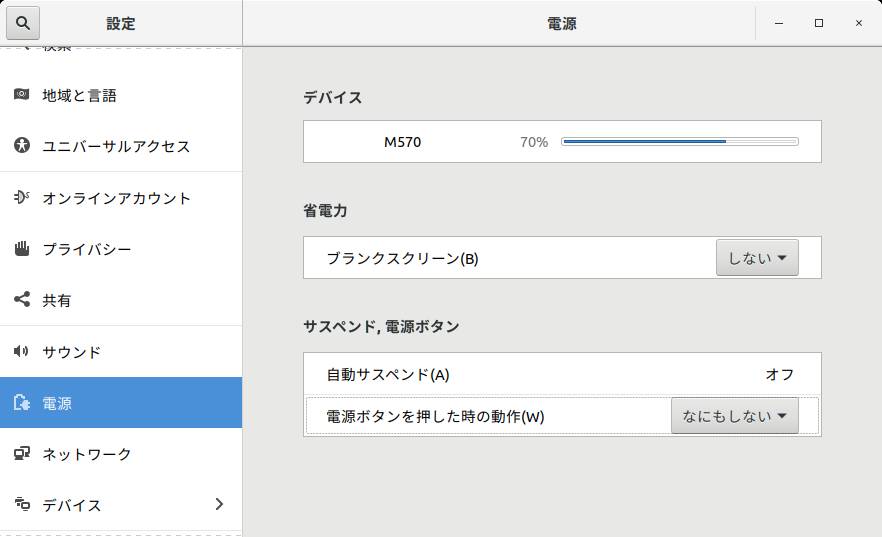 設定
電源
検索
地域と言語
ユニバーサルアクセス
オンラインアカウント
プライバシー
共有
サウンド
電源
ネットワーク
デバイス
デバイス
M570 70%
省電力
ブランクスクリーン(B) しない
サスペンド, 電源ボタン
自動サスペンド(A) オフ
電源ボタンを押した時の動作(W) なにもしない